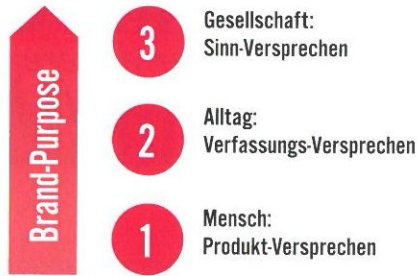 Brand-Purpose
3
Gesellschaft:
Sinn-Versprechen
2
Alltag:
Verfassungs-Versprechen
1
Mensch:
Produkt-Versprechen